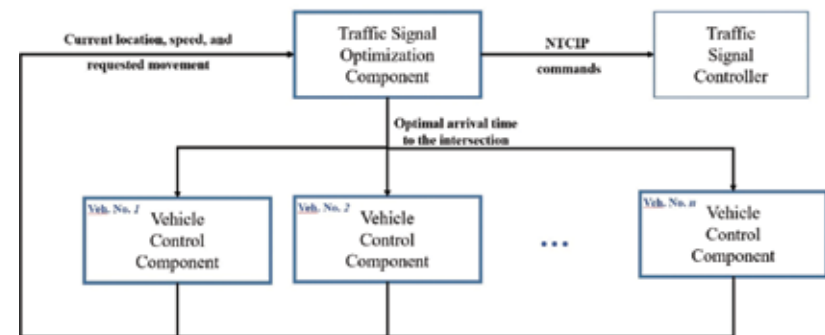 Current location, speed, and
requested movement
Traffic Signal
Optimization
Component
NTCIP
commands
Traffic
Signal
Controller
Optimal arrival time
to the intersection
Veh. No. 1
Vehicle
Control
Component
Veh. No. 2
Vehicle
Control
Component
...
Veh. No. n
Vehicle
Control
Component